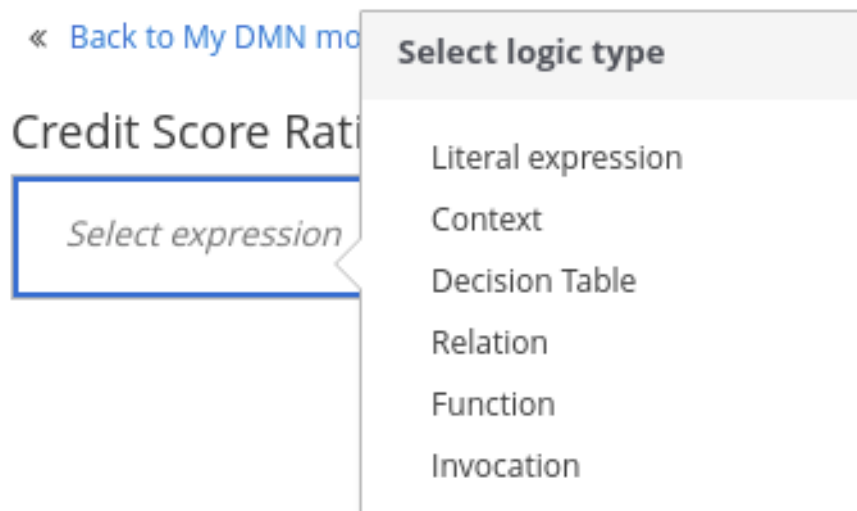 « Back to My DMN mo
Select logic type
Credit Score Rati
Select expression
Literal expression
Context
Decision Table
Relation
Function
Invocation